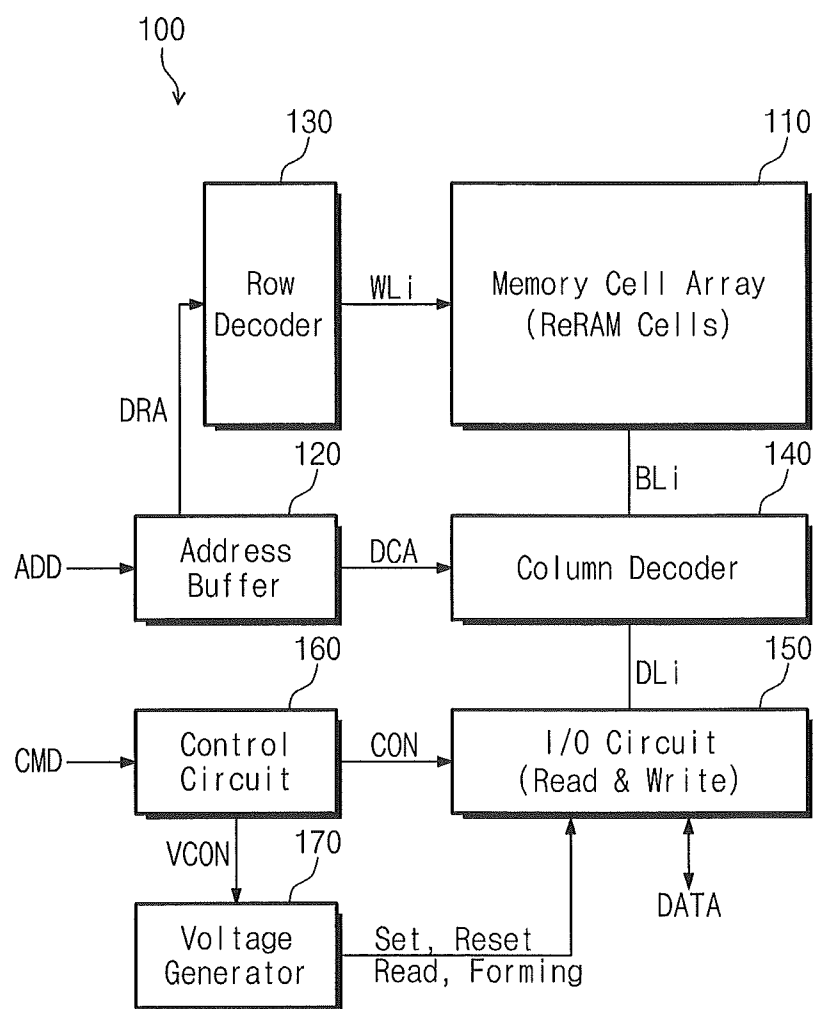 100
130
110
Row
Decoder
WLi
Memory Cell Array
(ReRAM Cells)
DRA
120
BLi
140
ADD
Address
Buffer
DCA
Column Decoder
160
DLi
150
CMD
Control
Circuit
CON
I/O Circuit
(Read & Write)
VCON
170
DATA
Voltage
Generator
Set, Reset
Read, Forming